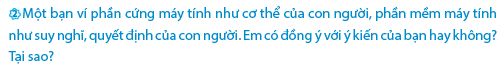 2 Một bạn ví phần cứng máy tính như cơ thể của con người, phần mềm máy tính
như suy nghĩ, quyết định của con người. Em có đồng ý với ý kiến của bạn hay không?
Tại sao?